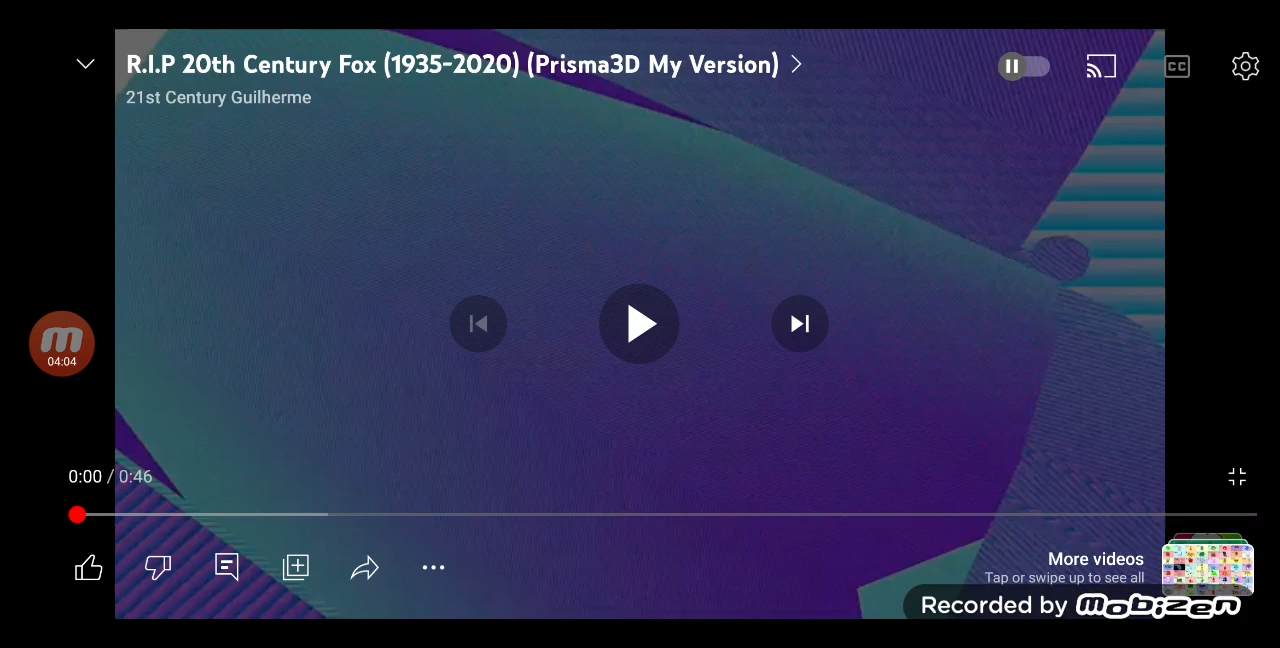 R.I.P 20th Century Fox (1935-2020) (Prisma3D My Version)
21st Century Guilherme
CC
m
04:04
0:00 / 0:46
More videos
Tap or swipe up to see all
Recorded by mobizen